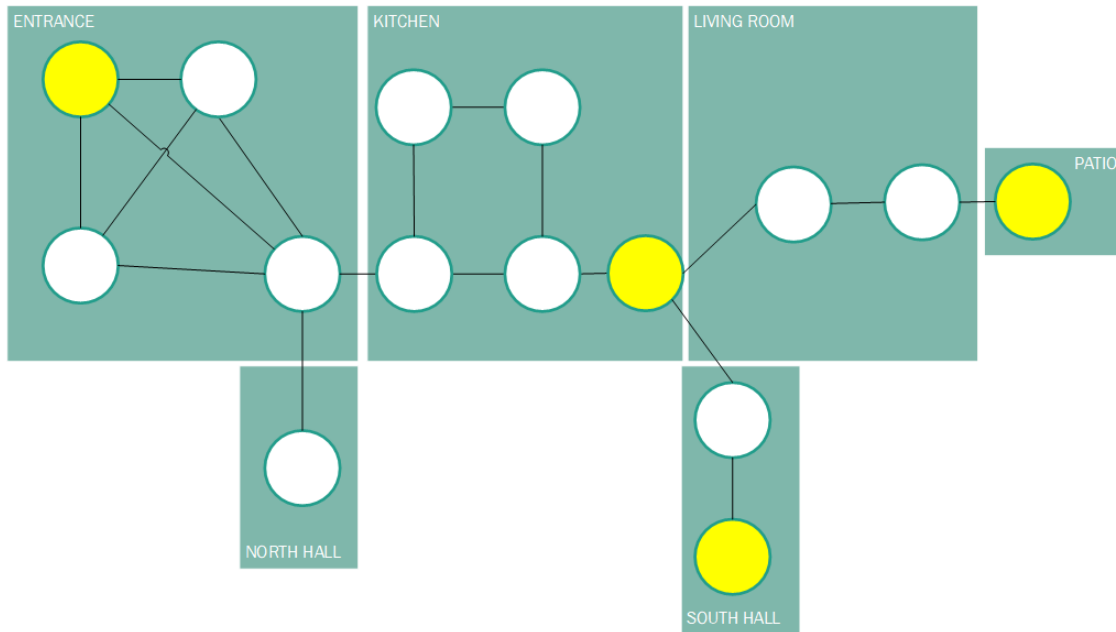 ENTRANCE
KITCHEN
LIVING ROOM
PATIO
NORTH HALL
SOUTH HALL